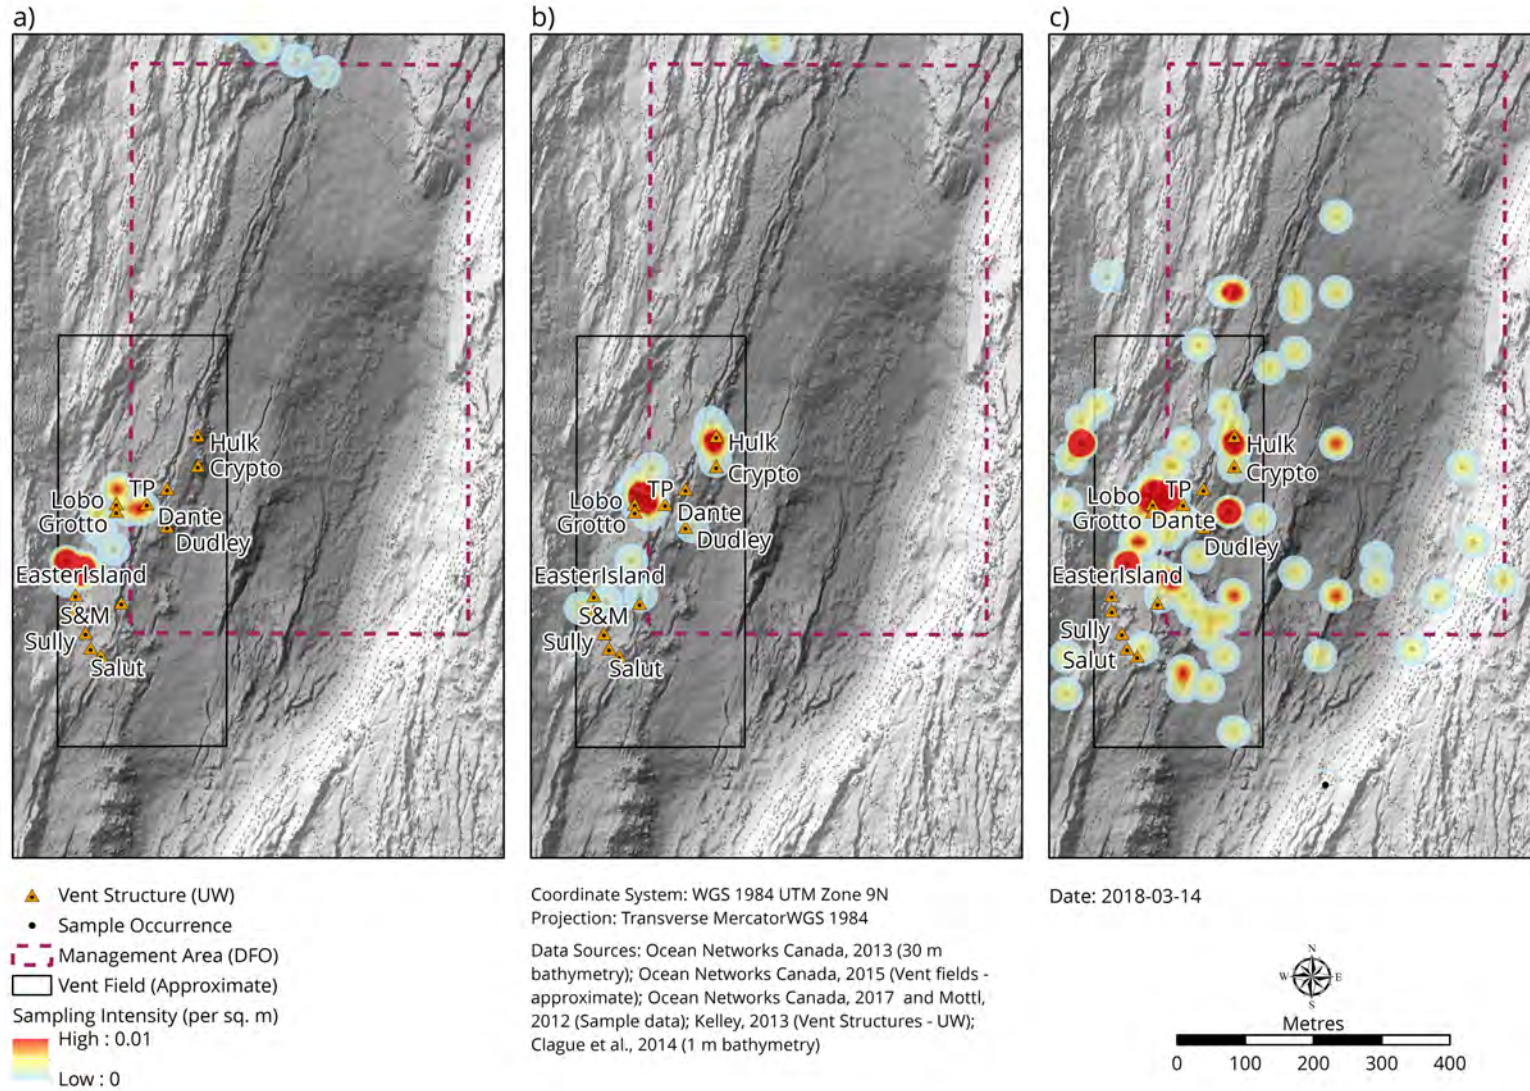 a)
b)
c)
Hulk
Crypto
Lobo
TP
Grotto
Dante
Dudley
EasterIsland
S&M
Sully
Salut
Hulk
Crypto
Lobo
TP
Grotto
Dante
Dudley
EasterIsland
S&M
Sully
Salut
Hulk
Crypto
Lobo
TP
Grotto
Dante
Dudley
EasterIsland
Sully
Salut
Vent Structure (UW)
Sample Occurrence
Management Area (DFO)
Vent Field (Approximate)
Sampling Intensity (per sq. m)
High : 0.01
Low : 0
Coordinate System: WGS 1984 UTM Zone 9N
Projection: Transverse MercatorWGS 1984
Data Sources: Ocean Networks Canada, 2013 (30 m
bathymetry); Ocean Networks Canada, 2015 (Vent fields -
approximate); Ocean Networks Canada, 2017 and Mottl,
2012 (Sample data); Kelley, 2013 (Vent Structures - UW);
Clague et al., 2014 (1 m bathymetry)
Date: 2018-03-14
N
W E
S
Metres
0 100 200 300 400